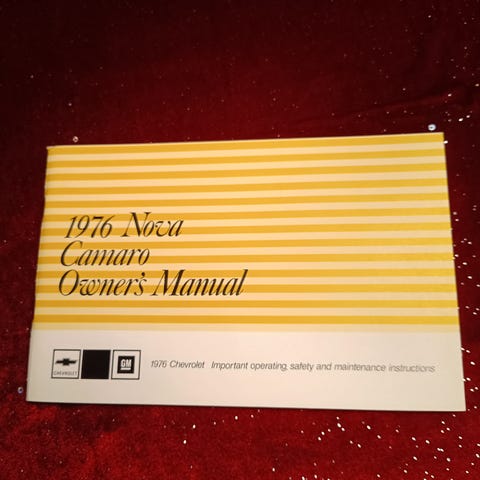 1976 Nova
Camaro
Owner's Manual
CHEVROLET
GM
1976 Chevrolet Important operating, safety and maintenance instructions